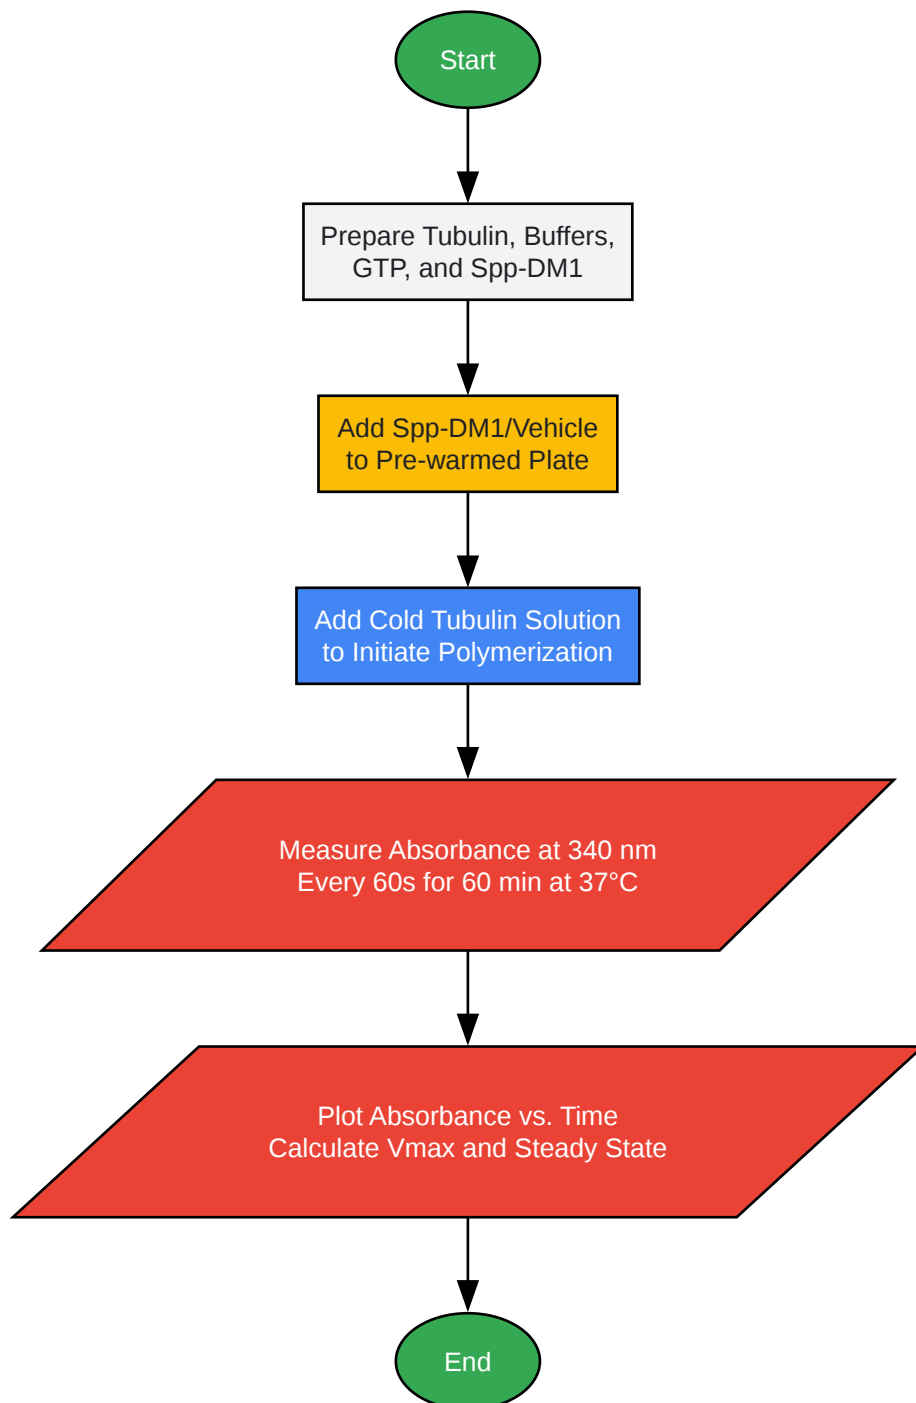 Start
Prepare Tubulin, Buffers,
GTP, and Spp-DM1
Add Spp-DM1/Vehicle
to Pre-warmed Plate
Add Cold Tubulin Solution
to Initiate Polymerization
Measure Absorbance at 340 nm
Every 60s for 60 min at 37°C
Plot Absorbance vs. Time
Calculate Vmax and Steady State
End